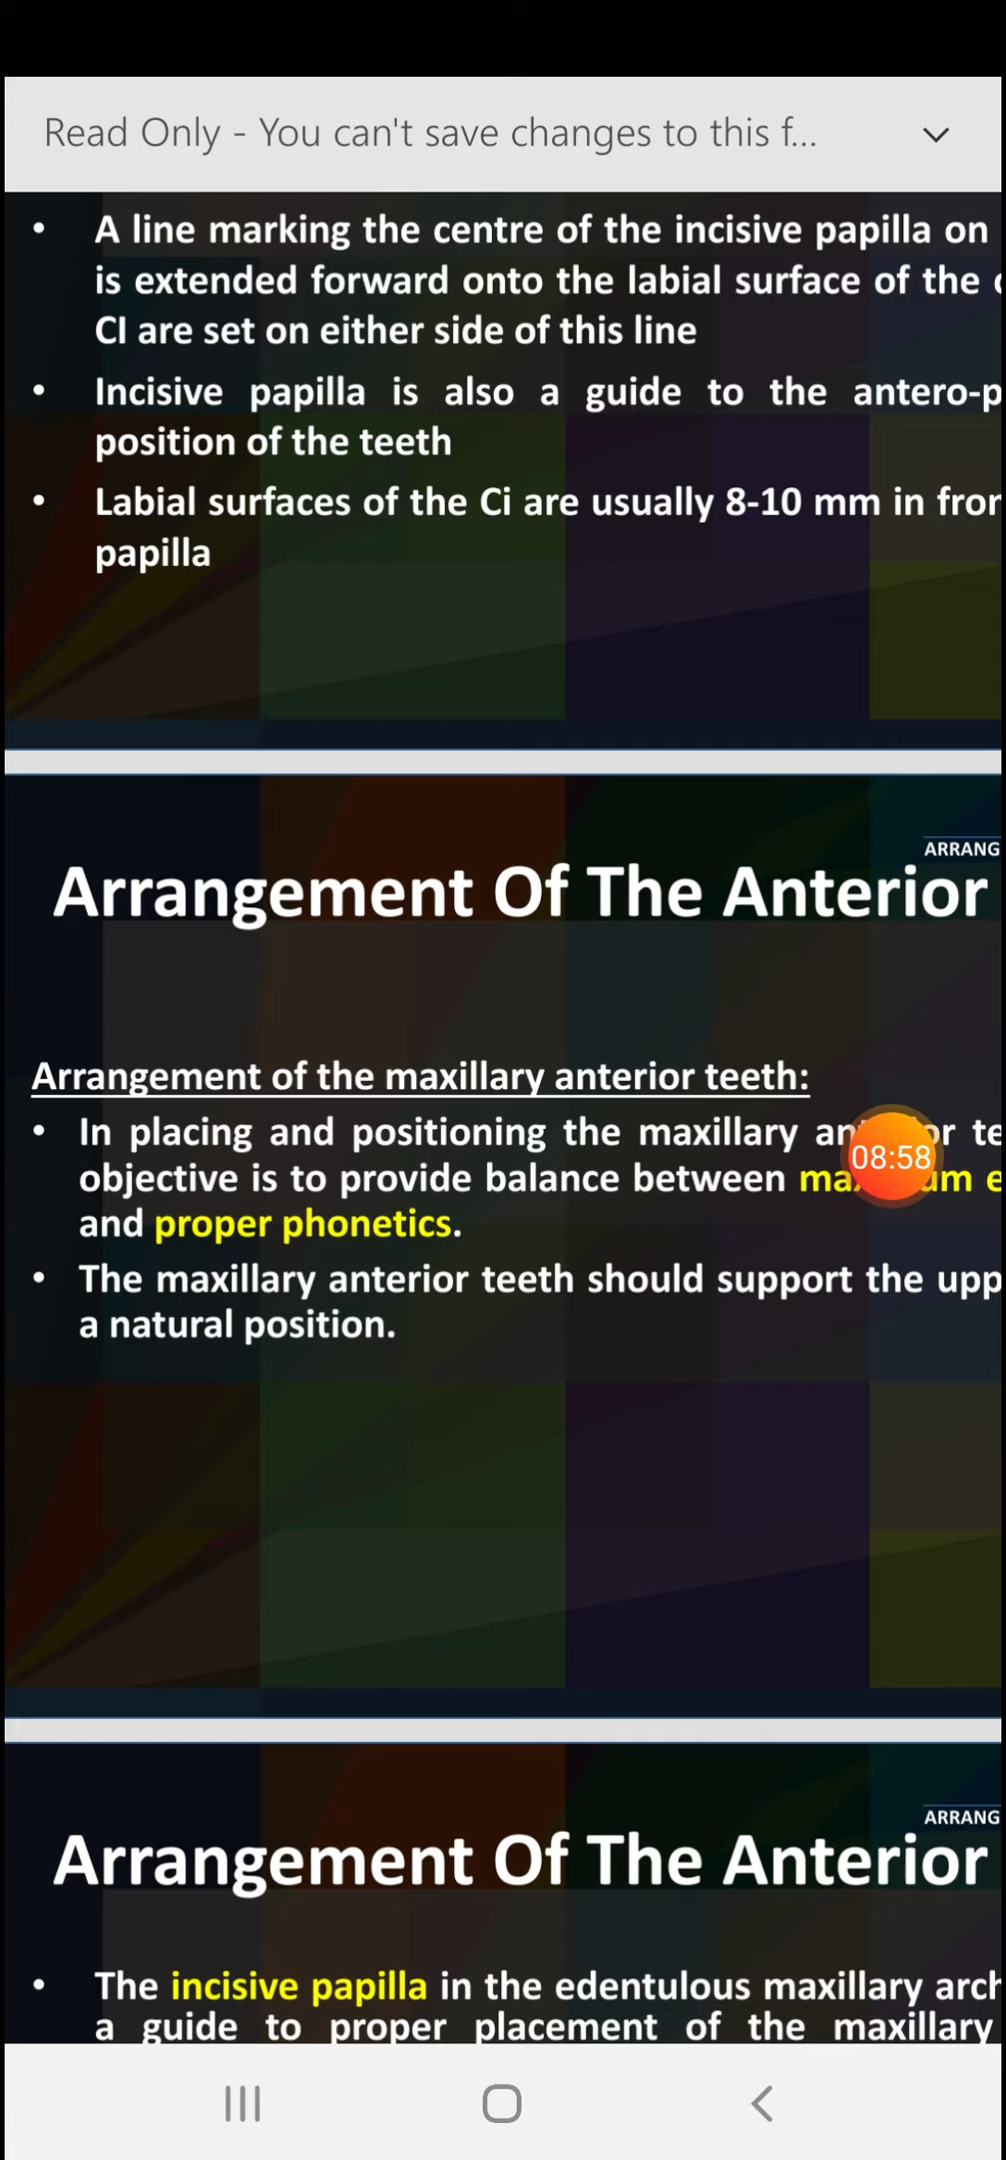 Read Only - You can't save changes to this f...
• A line marking the centre of the incisive papilla on
is extended forward onto the labial surface of the
CI are set on either side of this line
• Incisive papilla is also a guide to the antero-p
position of the teeth
• Labial surfaces of the Ci are usually 8-10 mm in
papilla
ARRANG
Arrangement Of The Anterior
Arrangement of the maxillary anterior teeth:
• In placing and positioning the maxillary
objective is to provide balance between
and proper phonetics.
• The maxillary anterior teeth should support the upp
a natural position.
08:58
ARRANG
Arrangement Of The Anterior
• The incisive papilla in the edentulous maxillary
a guide to proper placement of the maxillary